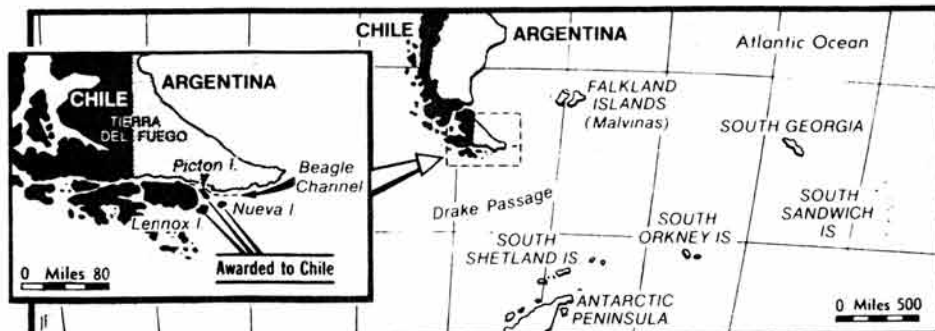 CHILE
ARGENTINA
Atlantic Ocean
FALKLAND
ISLANDS
(Malvinas)
SOUTH GEORGIA
Drake Passage
SOUTH
SHETLAND IS
SOUTH
ORKNEY IS
SOUTH
SANDWICH
IS
ANTARCTIC
PENINSULA
0 Miles 500
ARGENTINA
CHILE
TIERRA
DEL FUEGO
Picton I.
Beagle
Channel
Nueva I
Lennox I
Awarded to Chile
0 Miles 80